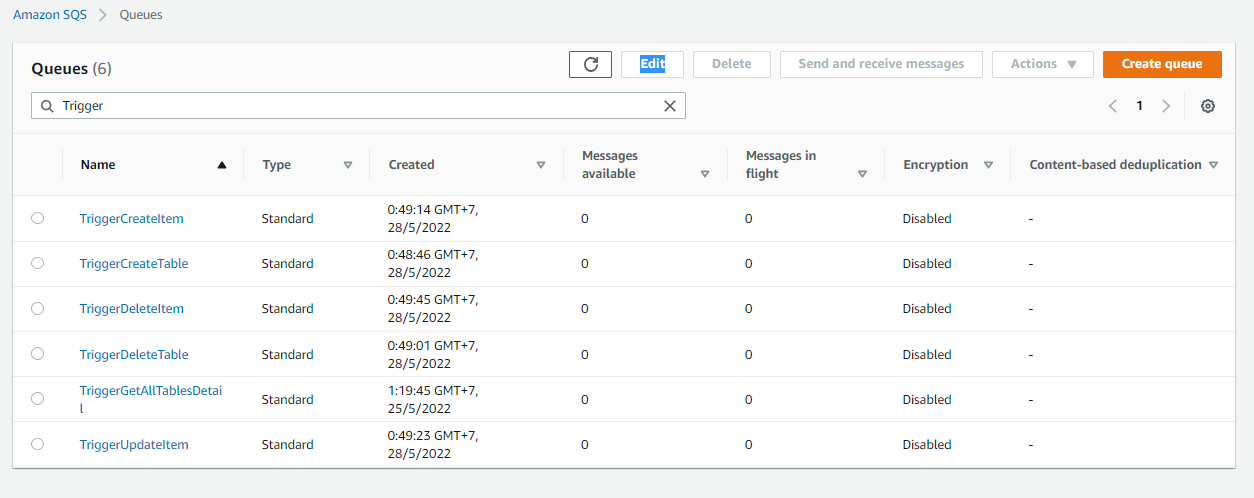 Amazon SQS > Queues
Queues (6) Edit Delete Send and receive messages Actions Create queue
Trigger 1
Name Type Created Messages available Messages in flight Encryption Content-based deduplication
TriggerCreateItem Standard 0:49:14 GMT+7, 28/5/2022 0 0 Disabled -
TriggerCreateTable Standard 0:48:46 GMT+7, 28/5/2022 0 0 Disabled -
TriggerDeleteItem Standard 0:49:45 GMT+7, 28/5/2022 0 0 Disabled -
TriggerDeleteTable Standard 0:49:01 GMT+7, 28/5/2022 0 0 Disabled -
TriggerGetAllTablesDetail Standard 1:19:45 GMT+7, 25/5/2022 0 0 Disabled -
TriggerUpdateItem Standard 0:49:23 GMT+7, 28/5/2022 0 0 Disabled -